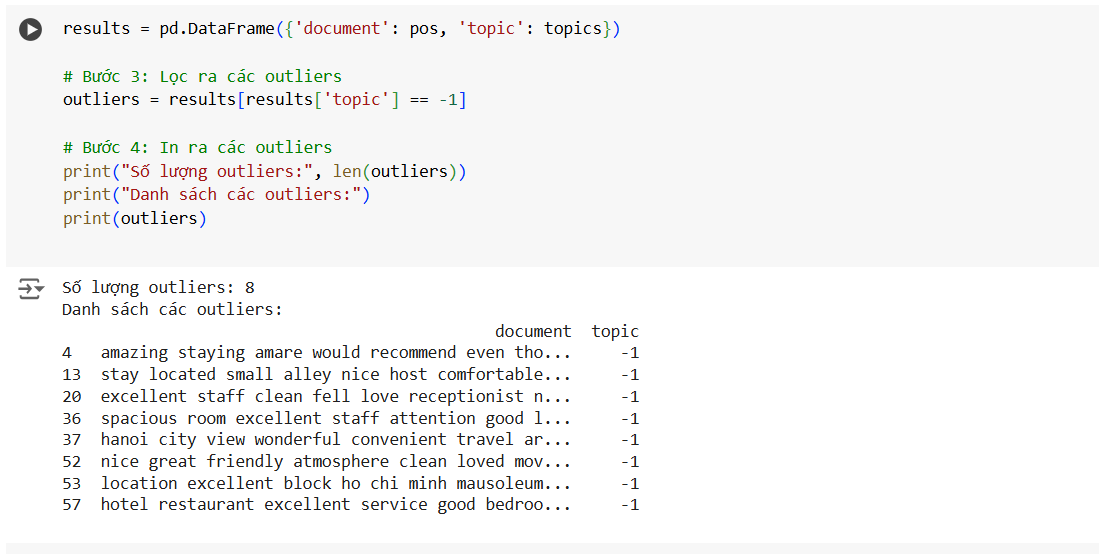 results = pd.DataFrame({'document': pos, 'topic': topics})
# Bước 3: Lọc ra các outliers
outliers = results[results['topic'] == -1]
# Bước 4: In ra các outliers
print("Số lượng outliers:", len(outliers))
print("Danh sách các outliers:")
print(outliers)
Số lượng outliers: 8
Danh sách các outliers:
document topic
4 amazing staying amare would recommend even tho... -1
13 stay located small alley nice host comfortable... -1
20 excellent staff clean fell love receptionist n... -1
36 spacious room excellent staff attention good l... -1
37 hanoi city view wonderful convenient travel ar... -1
52 nice great friendly atmosphere clean loved mov... -1
53 location excellent block ho chi minh mausoleum... -1
57 hotel restaurant excellent service good bedroo... -1